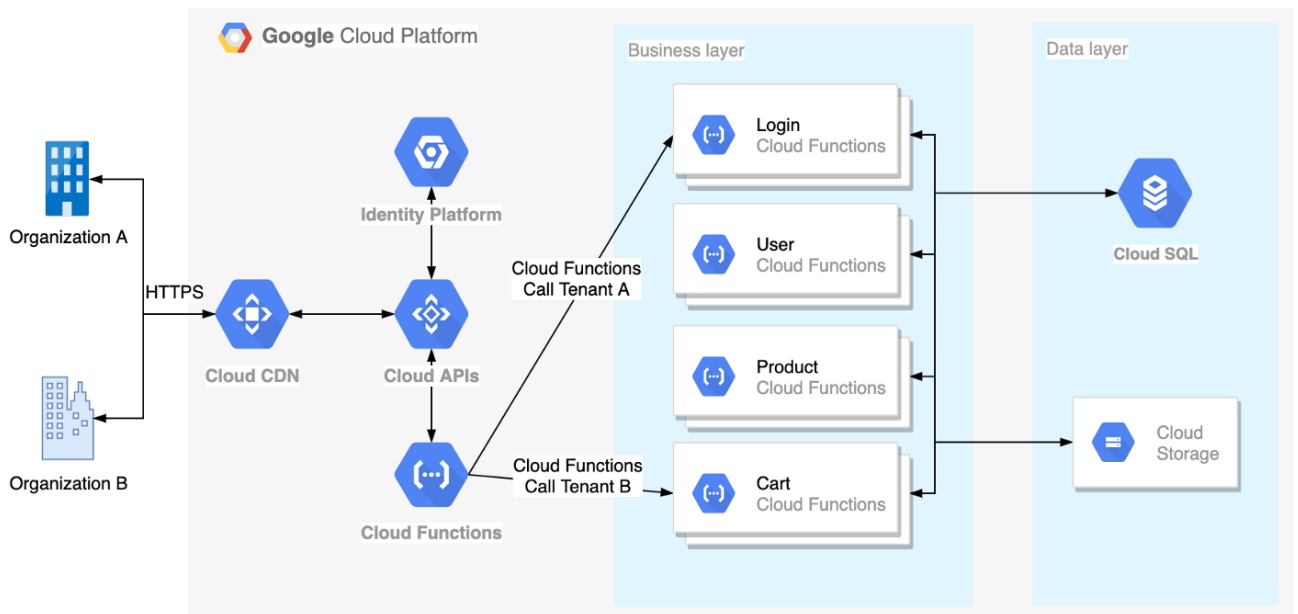 Google Cloud Platform
Business layer
Data layer
Login
Cloud Functions
Organization A
Identity Platform
User
Cloud Functions
Cloud SQL
Cloud Functions
Call Tenant A
HTTPS
Cloud CDN
Cloud APIs
Product
Cloud Functions
Cloud
Storage
Organization B
Cloud Functions
Call Tenant B
Cart
Cloud Functions
Cloud Functions